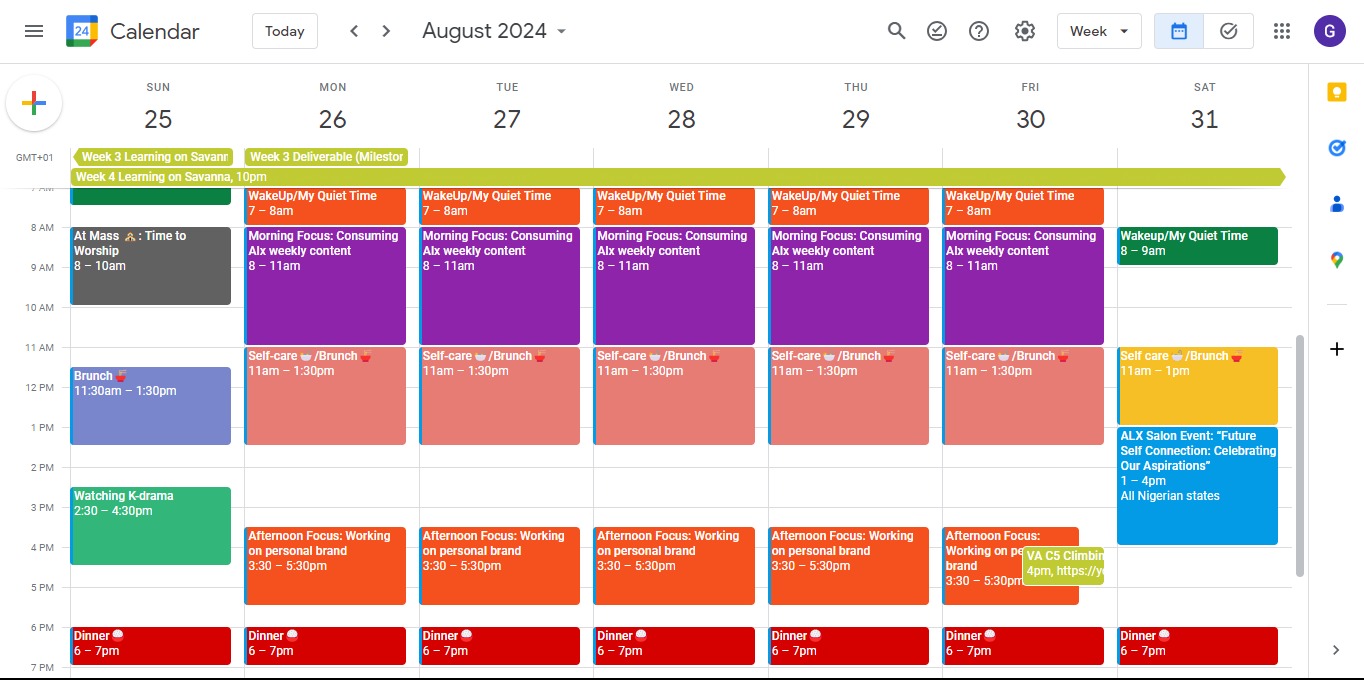 24 Calendar Today August 2024 Week G
SUN MON TUE WED THU FRI SAT
25 26 27 28 29 30 31
GMT+01
Week 3 Learning on Savann
Week 3 Deliverable (Milestor
Week 4 Learning on Savanna, 10pm
8 AM
9 AM
10 AM
11 AM
12 PM
1 PM
2 PM
3 PM
4 PM
5 PM
6 PM
7 PM
At Mass ⛪: Time to
Worship
8 – 10am
Brunch
11:30am – 1:30pm
Watching K-drama
2:30 – 4:30pm
Dinner
6 – 7pm
WakeUp/My Quiet Time
7 – 8am
Morning Focus: Consuming
Alx weekly content
8 – 11am
Self-care /Brunch
11am – 1:30pm
Afternoon Focus: Working
on personal brand
3:30 – 5:30pm
Dinner
6 – 7pm
WakeUp/My Quiet Time
7 – 8am
Morning Focus: Consuming
Alx weekly content
8 – 11am
Self-care /Brunch
11am – 1:30pm
Afternoon Focus: Working
on personal brand
3:30 – 5:30pm
Dinner
6 – 7pm
WakeUp/My Quiet Time
7 – 8am
Morning Focus: Consuming
Alx weekly content
8 – 11am
Self-care /Brunch
11am – 1:30pm
Afternoon Focus: Working
on personal brand
3:30 – 5:30pm
Dinner
6 – 7pm
WakeUp/My Quiet Time
7 – 8am
Morning Focus: Consuming
Alx weekly content
8 – 11am
Self-care /Brunch
11am – 1:30pm
Afternoon Focus: Working
on personal brand
3:30 – 5:30pm
Dinner
6 – 7pm
WakeUp/My Quiet Time
7 – 8am
Morning Focus: Consuming
Alx weekly content
8 – 11am
Self-care /Brunch
11am – 1:30pm
Afternoon Focus:
Working on pe
brand
3:30 – 5:30pm
VA C5 Climbin
4pm, https://y
Dinner
6 – 7pm
Wakeup/My Quiet Time
8 – 9am
Self care /Brunch
11am – 1pm
ALX Salon Event: “Future
Self Connection: Celebrating
Our Aspirations”
1 – 4pm
All Nigerian states
Dinner
6 – 7pm